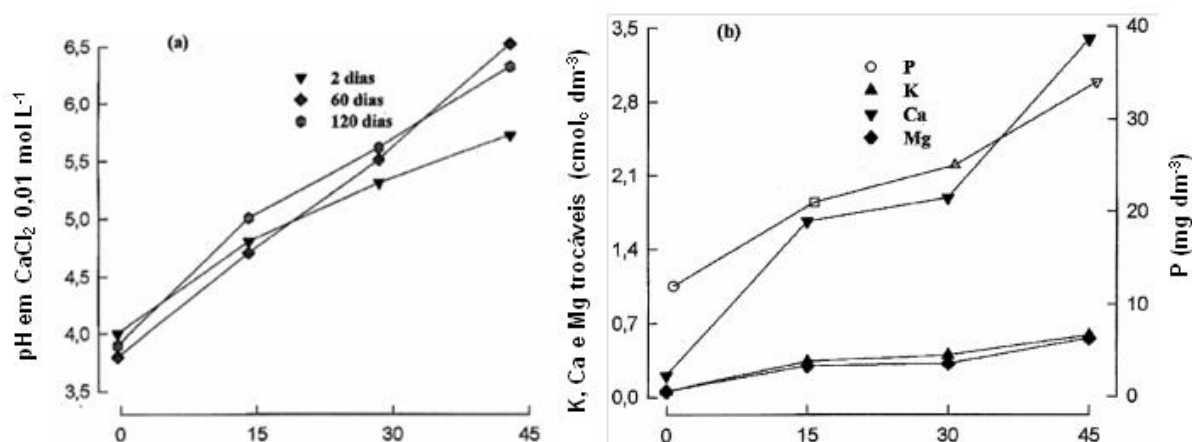 (a)
6,5
6,0
5,5
5,0
4,5
4,0
3,5
2 dias
60 dias
120 dias
pH em CaCl₂ 0,01 mol L⁻¹
0 15 30 45
(b)
3,5
2,8
2,1
1,4
0,7
0,0
P
K
Ca
Mg
K, Ca e Mg trocáveis (cmol꜀ dm⁻³)
40
30
20
10
0
P (mg dm⁻³)
0 15 30 45